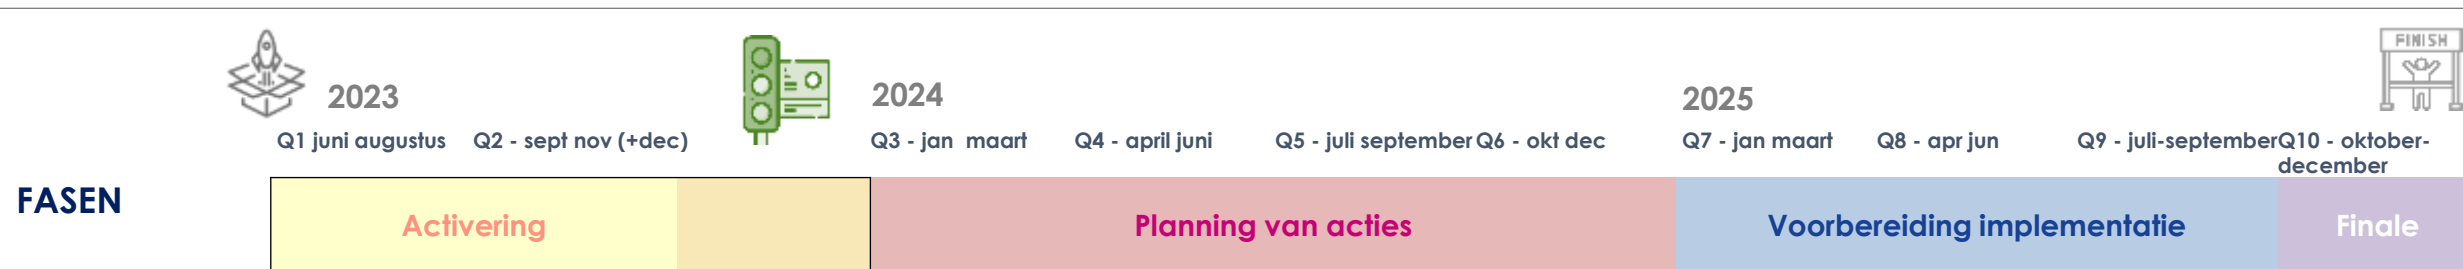 FINISH
2023
2024
2025
Q1 juni augustus
Q2 - sept nov (+dec)
Q3 - jan maart
Q4 - april juni
Q5 - juli september
Q6 - okt dec
Q7 - jan maart
Q8 - apr jun
Q9 - juli-september
Q10 - oktober-
december
FASEN
Activering
Planning van acties
Voorbereiding implementatie
Finale